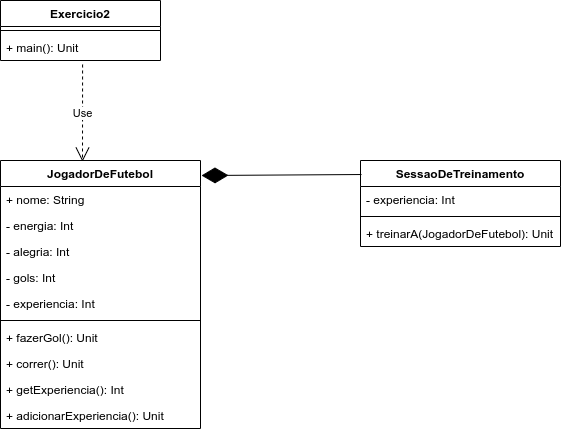 Exercicio2
+ main(): Unit
Use
JogadorDeFutebol
+ nome: String
- energia: Int
- alegria: Int
- gols: Int
- experiencia: Int
+ fazerGol(): Unit
+ correr(): Unit
+ getExperiencia(): Int
+ adicionarExperiencia(): Unit
SessaoDeTreinamento
- experiencia: Int
+ treinarA(JogadorDeFutebol): Unit